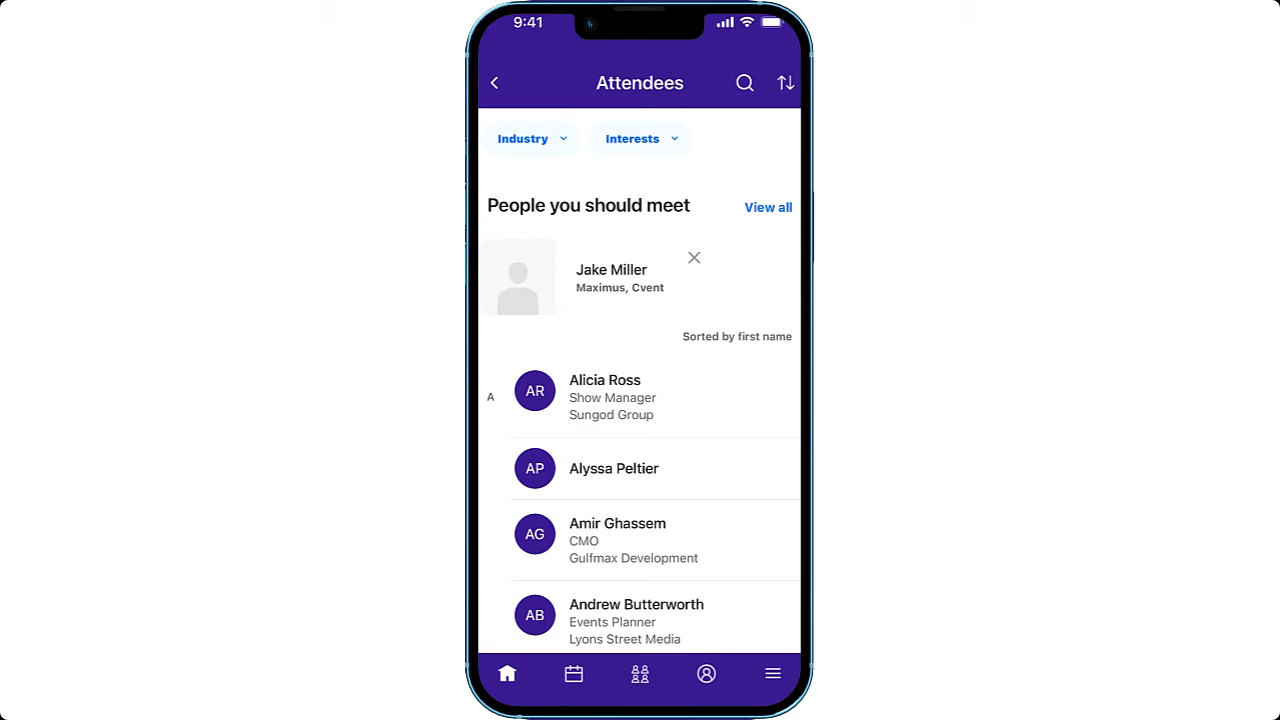 9:41
Attendees
Industry Interests
People you should meet View all
Jake Miller
Maximus, Cvent
Sorted by first name
A AR Alicia Ross
Show Manager
Sungod Group
AP Alyssa Peltier
AG Amir Ghassem
CMO
Gulfmax Development
AB Andrew Butterworth
Events Planner
Lyons Street Media